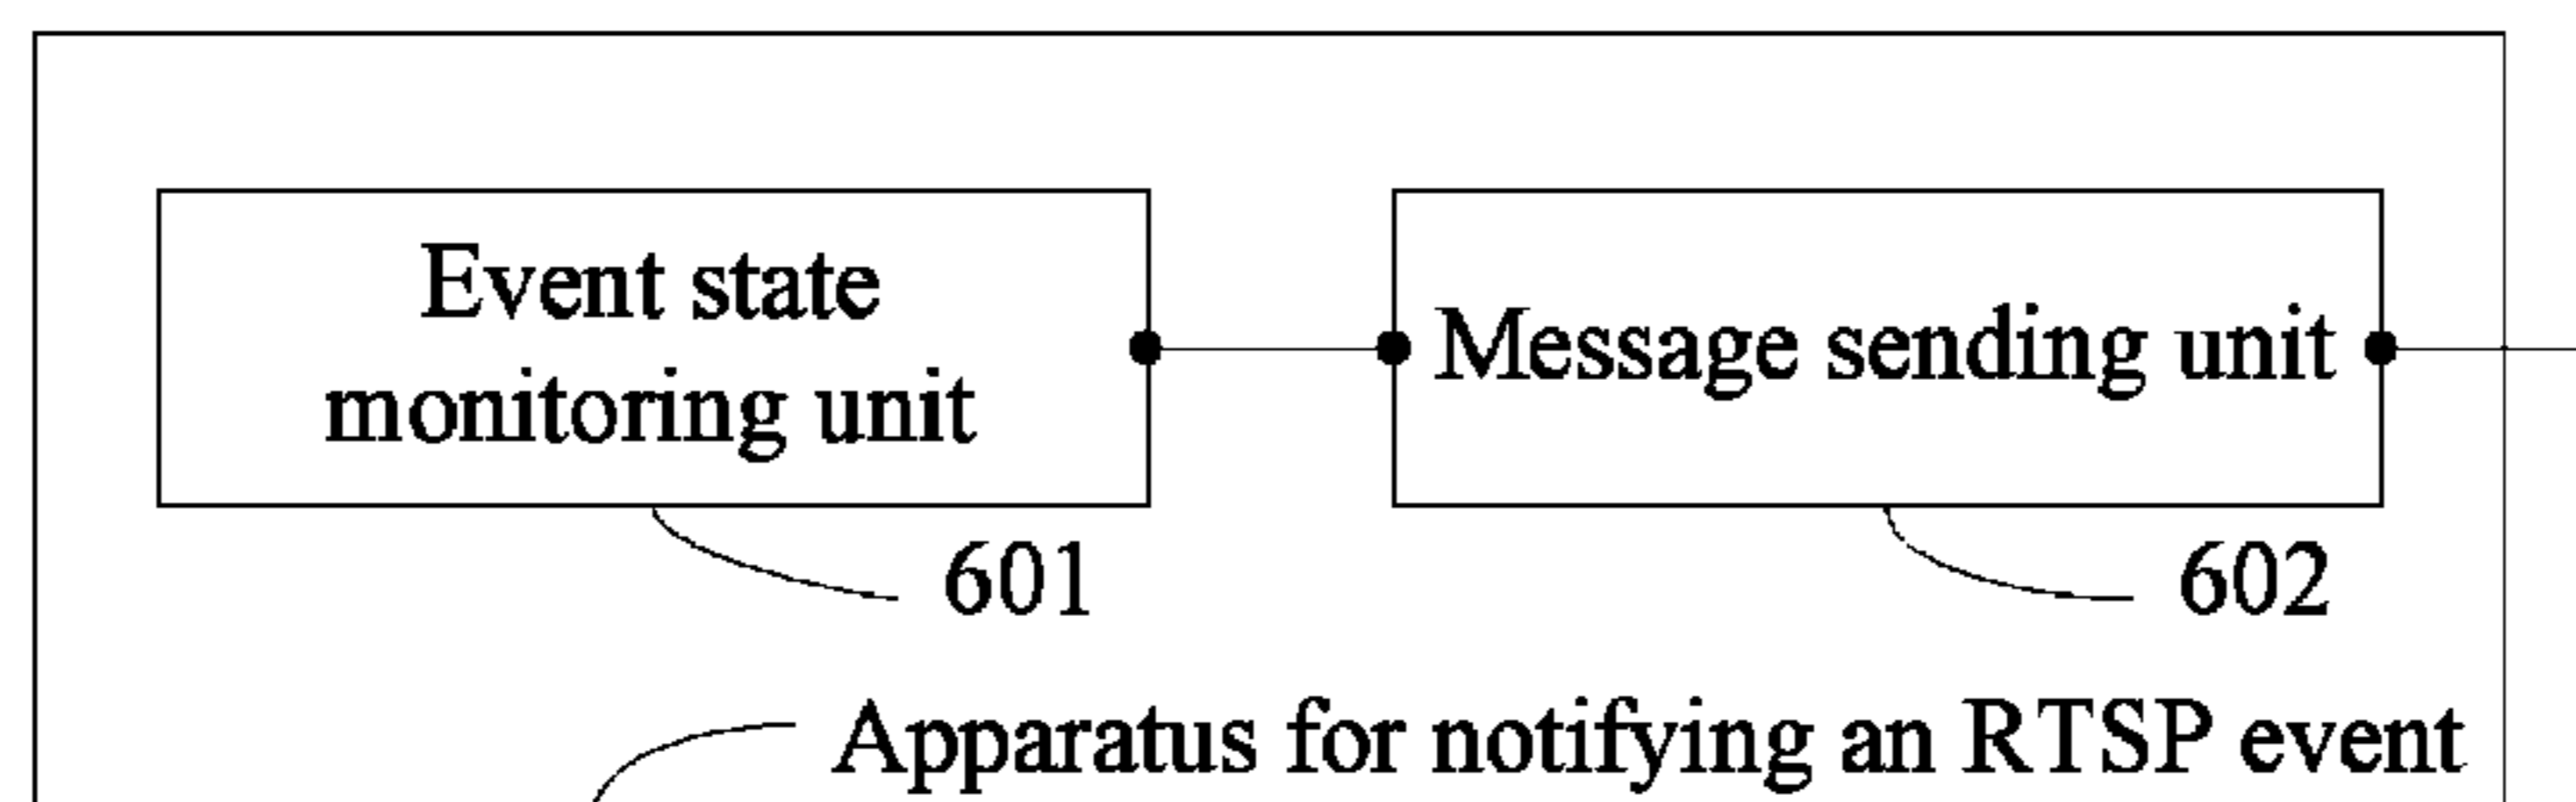 Event state
monitoring unit
Message sending unit
601
602
Apparatus for notifying an RTSP event